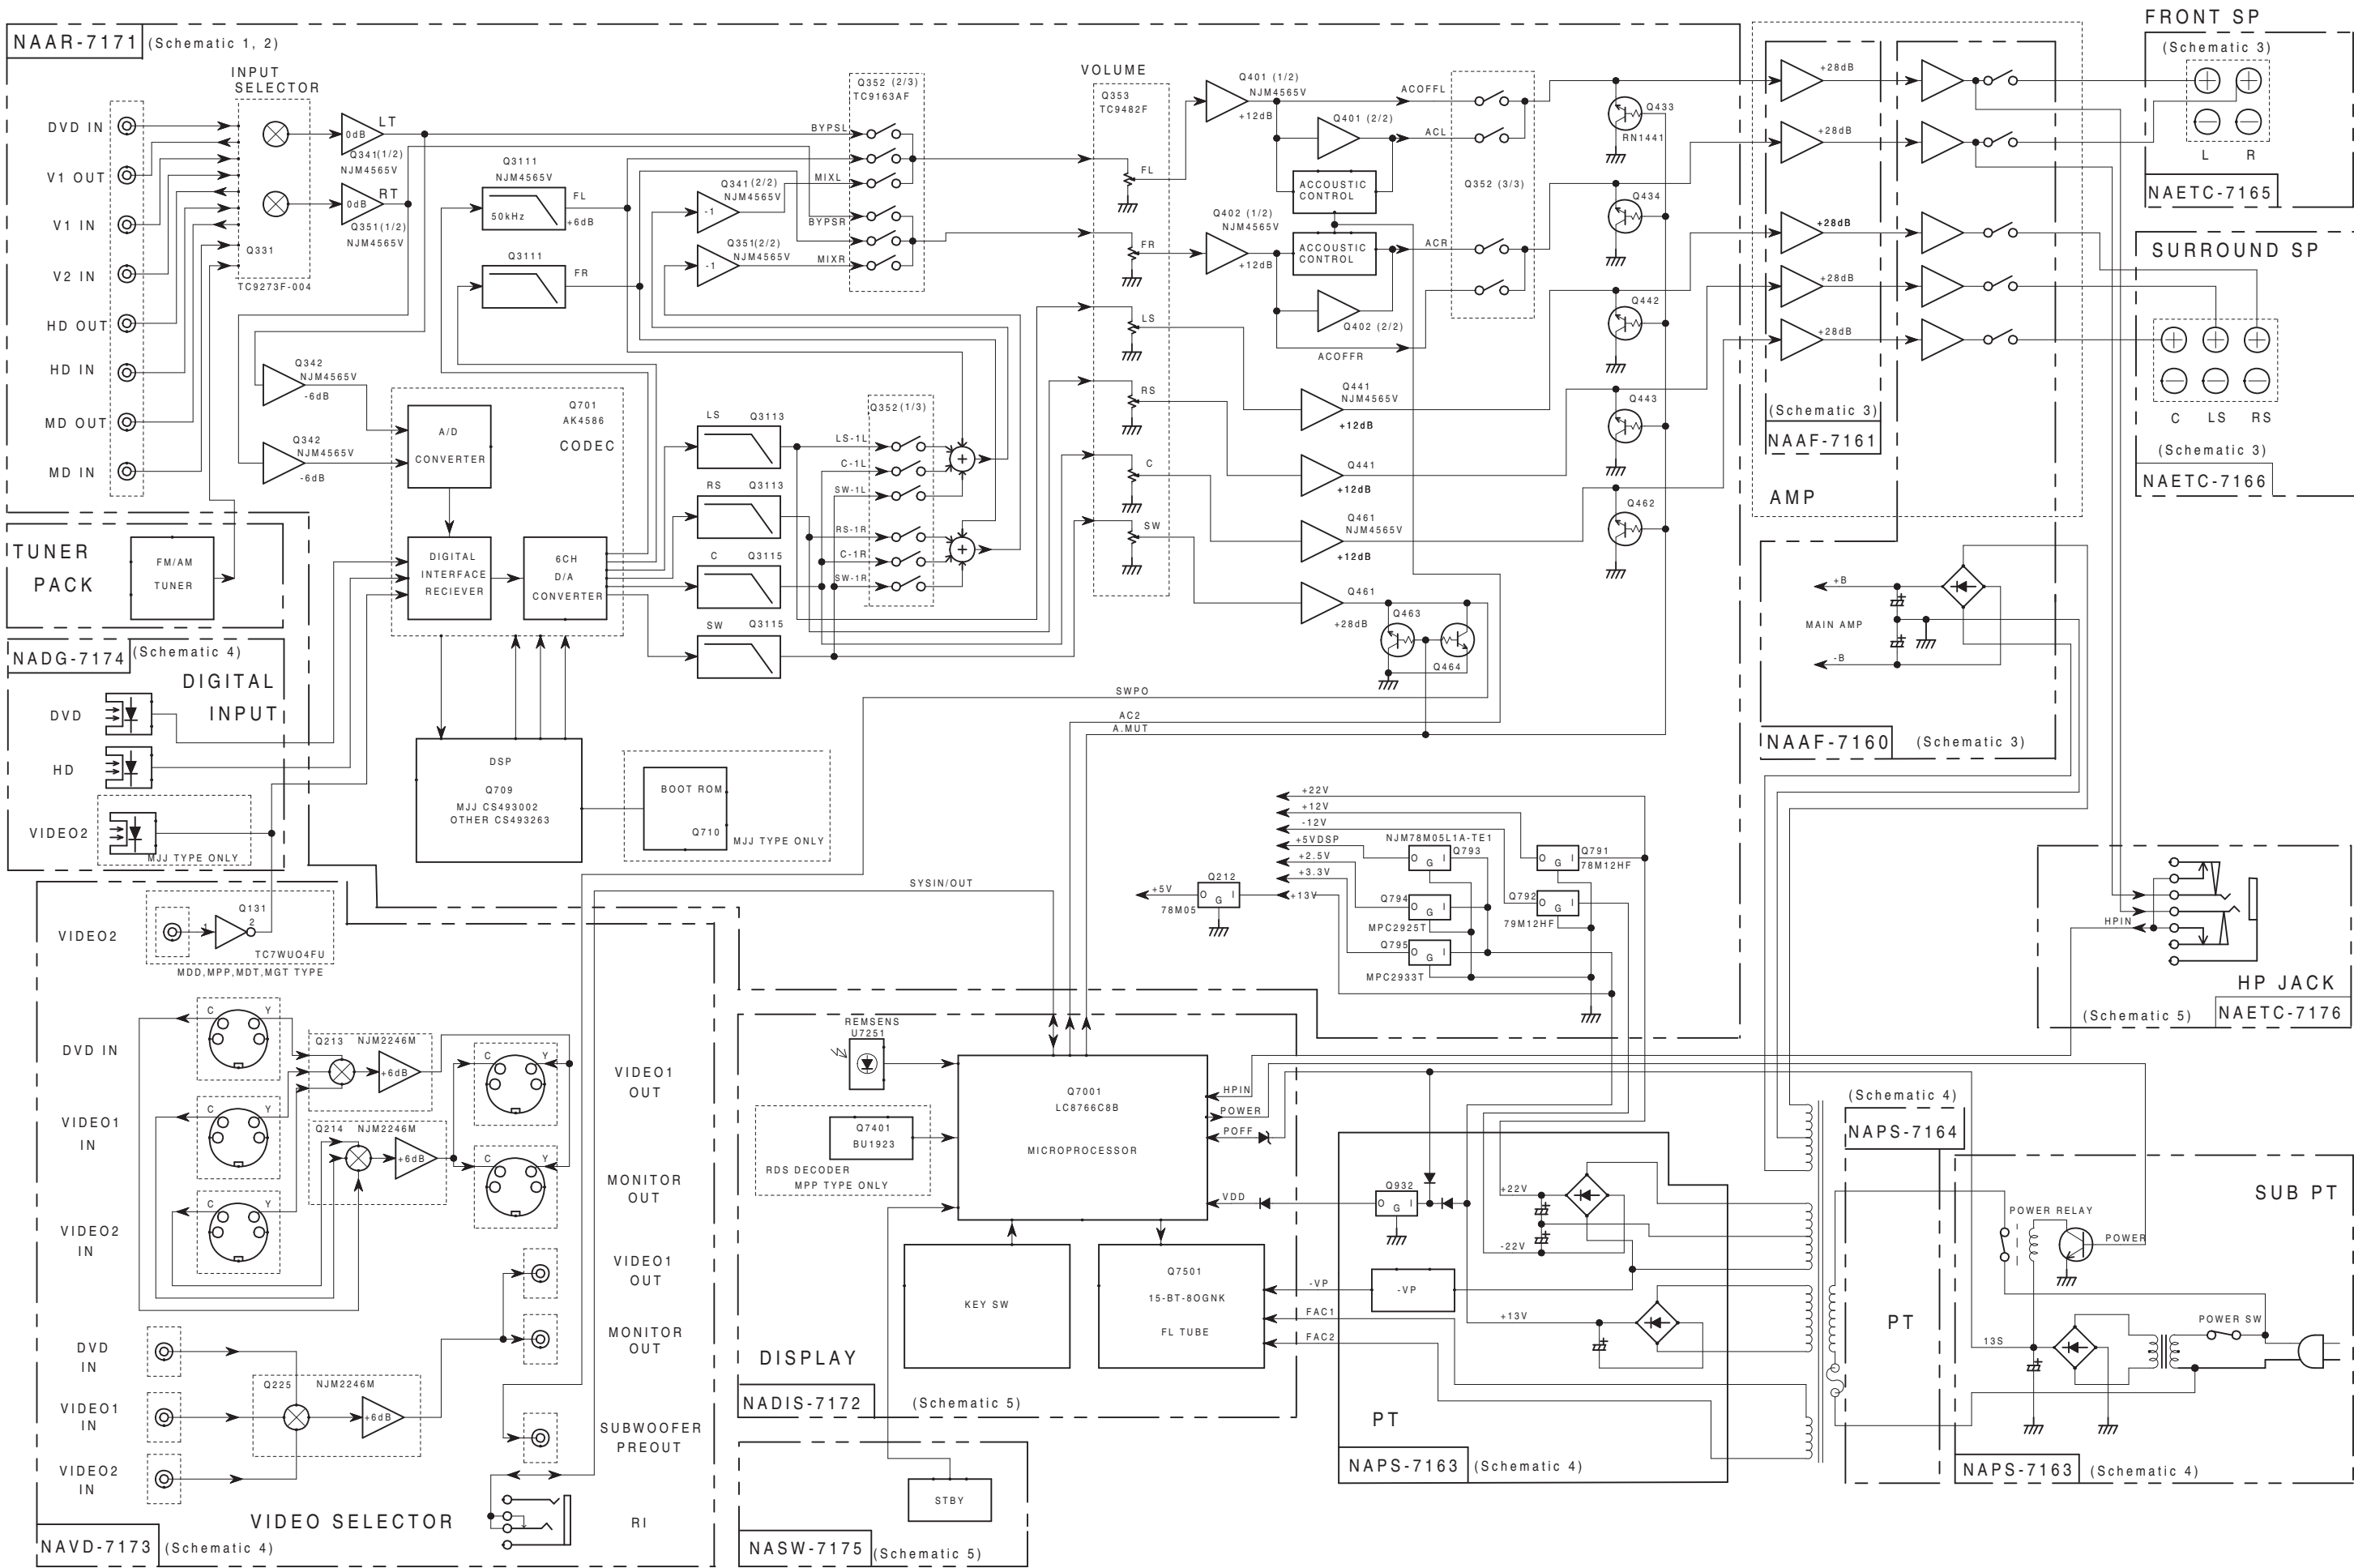 NAAR-7171 (Schematic 1, 2)
INPUT
SELECTOR
DVD IN
V1 OUT
V1 IN
V2 IN
HD OUT
HD IN
MD OUT
MD IN
Q331
TC9273F-004
0dB
LT
Q341(1/2)
NJM4565V
0dB
RT
Q351(1/2)
NJM4565V
Q342
NJM4565V
-6dB
Q342
NJM4565V
-6dB
Q3111
NJM4565V
50kHz
FL
+6dB
Q3111
FR
Q341(2/2)
NJM4565V
-1
Q351(2/2)
NJM4565V
-1
Q352 (2/3)
TC9163AF
BYPSL
MIXL
BYPSR
MIXR
Q701
AK4586
CODEC
A/D
CONVERTER
DIGITAL
INTERFACE
RECIEVER
6CH
D/A
CONVERTER
LS Q3113
RS Q3113
C Q3115
SW Q3115
Q352(1/3)
LS-1L
C-1L
SW-1L
RS-1R
C-1R
SW-1R
+
+
VOLUME
Q353
TC9482F
FL
FR
LS
RS
C
SW
Q401 (1/2)
NJM4565V
+12dB
Q401 (2/2)
ACCOUSTIC
CONTROL
Q402 (1/2)
NJM4565V
+12dB
ACCOUSTIC
CONTROL
Q402 (2/2)
ACOFFL
ACL
ACR
ACOFFR
Q352 (3/3)
Q441
NJM4565V
+12dB
Q441
+12dB
Q461
NJM4565V
+12dB
Q461
+28dB
Q463
Q464
Q433
RN1441
Q434
Q442
Q443
Q462
SWPO
AC2
A.MUT
+28dB
+28dB
+28dB
+28dB
+28dB
(Schematic 3)
NAAF-7161
AMP
+B
MAIN AMP
-B
NAAF-7160 (Schematic 3)
FRONT SP
(Schematic 3)
L R
NAETC-7165
SURROUND SP
C LS RS
(Schematic 3)
NAETC-7166
TUNER
PACK
FM/AM
TUNER
NADG-7174 (Schematic 4)
DIGITAL
INPUT
DVD
HD
VIDEO2
MJJ TYPE ONLY
DSP
Q709
MJJ CS493002
OTHER CS493263
BOOT ROM
Q710
MJJ TYPE ONLY
+22V
+12V
-12V
+5VDSP
+2.5V
+3.3V
+13V
+5V
Q212
O G I
78M05
NJM78M05L1A-TE1
Q793
O G I
Q794
O G I
MPC2925T
Q795
O G I
MPC2933T
Q791
O G I
78M12HF
Q792
O G I
79M12HF
SYSIN/OUT
HPIN
HP JACK
(Schematic 5)
NAETC-7176
VIDEO2
1
Q131
2
TC7WU04FU
MDD,MPP,MDT,MGT TYPE
DVD IN
VIDEO1
IN
VIDEO2
IN
C Y
C Y
C Y
Q213 NJM2246M
+6dB
Q214 NJM2246M
+6dB
C Y
C Y
VIDEO1
OUT
MONITOR
OUT
VIDEO1
OUT
MONITOR
OUT
DVD
IN
VIDEO1
IN
VIDEO2
IN
Q225 NJM2246M
+6dB
SUBWOOFER
PREOUT
RI
VIDEO SELECTOR
NAVD-7173 (Schematic 4)
REMSENS
U7251
Q7401
BU1923
RDS DECODER
MPP TYPE ONLY
Q7001
LC8766C8B
MICROPROCESSOR
HPIN
POWER
POFF
VDD
KEY SW
Q7501
15-BT-80GNK
FL TUBE
-VP
FAC1
FAC2
DISPLAY
NADIS-7172 (Schematic 5)
STBY
NASW-7175 (Schematic 5)
Q932
O G I
+22V
-22V
-VP
+13V
PT
NAPS-7163 (Schematic 4)
(Schematic 4)
NAPS-7164
PT
SUB PT
POWER RELAY
POWER
13S
POWER SW
NAPS-7163 (Schematic 4)